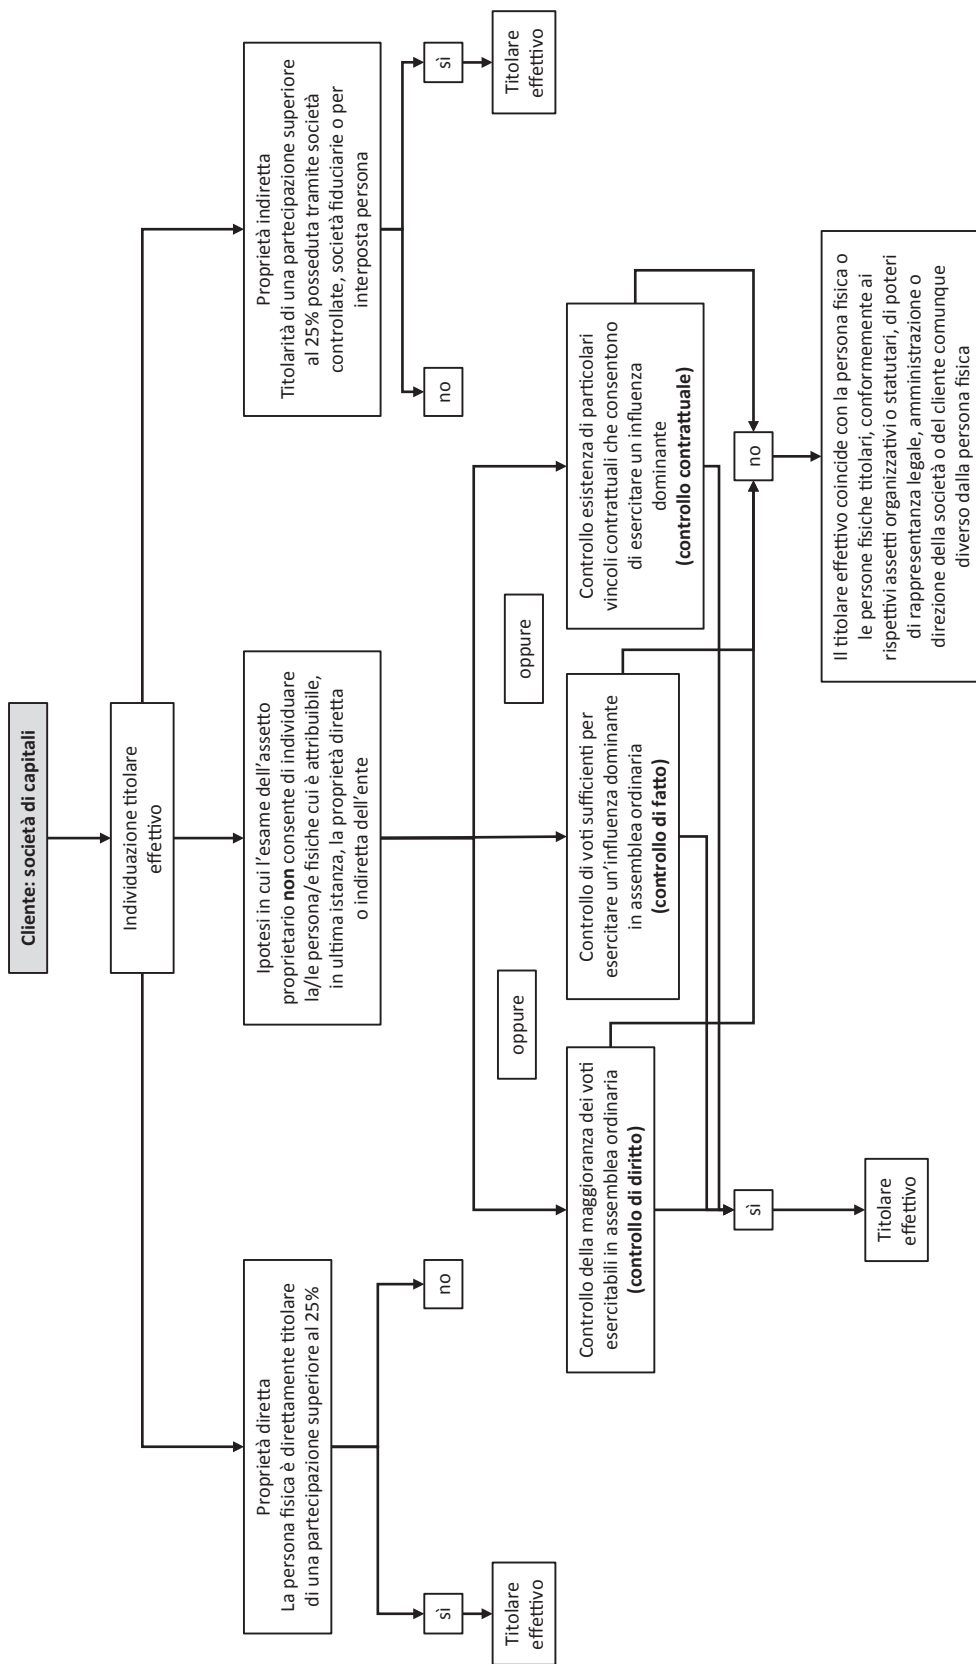 Cliente: società di capitali
Individuazione titolare
effettivo
Proprietà diretta
La persona fisica è direttamente titolare
di una partecipazione superiore al 25%
sì
no
Titolare
effettivo
Ipotesi in cui l’esame dell’assetto
proprietario non consente di individuare
la/le persona/e fisiche cui è attribuibile,
in ultima istanza, la proprietà diretta
o indiretta dell’ente
Proprietà indiretta
Titolarità di una partecipazione superiore
al 25% posseduta tramite società
controllate, società fiduciarie o per
interposta persona
no
sì
Titolare
effettivo
oppure
oppure
Controllo della maggioranza dei voti
esercitabili in assemblea ordinaria
(controllo di diritto)
Controllo di voti sufficienti per
esercitare un’influenza dominante
in assemblea ordinaria
(controllo di fatto)
Controllo esistenza di particolari
vincoli contrattuali che consentono
di esercitare un influenza
dominante
(controllo contrattuale)
sì
no
Titolare
effettivo
Il titolare effettivo coincide con la persona fisica o
le persone fisiche titolari, conformemente ai
rispettivi assetti organizzativi o statutari, di poteri
di rappresentanza legale, amministrazione o
direzione della società o del cliente comunque
diverso dalla persona fisica